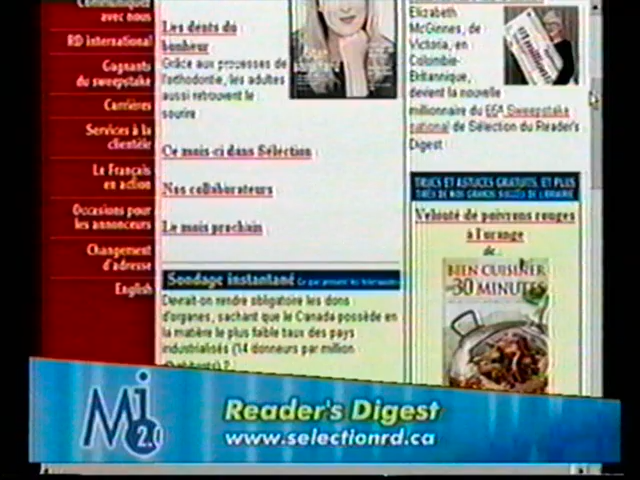 Communiquez
avec nous
RD international
Gagnants
du sweepstake
Carrières
Services à la
clientèle
Le Français
en action
Occasions pour
les annonceurs
Changement
d'adresse
English
Les dents du
bonheur
Grâce aux prouesses de
l'orthodontie, les adultes
aussi retrouvent le
sourire
Ce mois-ci dans Sélection
Nos collaborateurs
Le mois prochain
Sondage instantané
Devrait-on rendre obligatoire les dons
d'organes, sachant que le Canada possède en
la matière le plus faible taux des pays
industrialisés (14 donneurs par million
d'habitants) ?
Elizabeth
McGinnes, de
Victoria, en
Colombie-
Britannique,
devient la nouvelle
millionnaire du 65e Sweepstake
national de Sélection du Reader's
Digest
TRUCS ET ASTUCES GRATUITS, ET PLUS
Velouté de poivrons rouges
à l'orange
de
BIEN CUISINER
30 MINUTES
Mi
2.0
Reader's Digest
www.selectionrd.ca